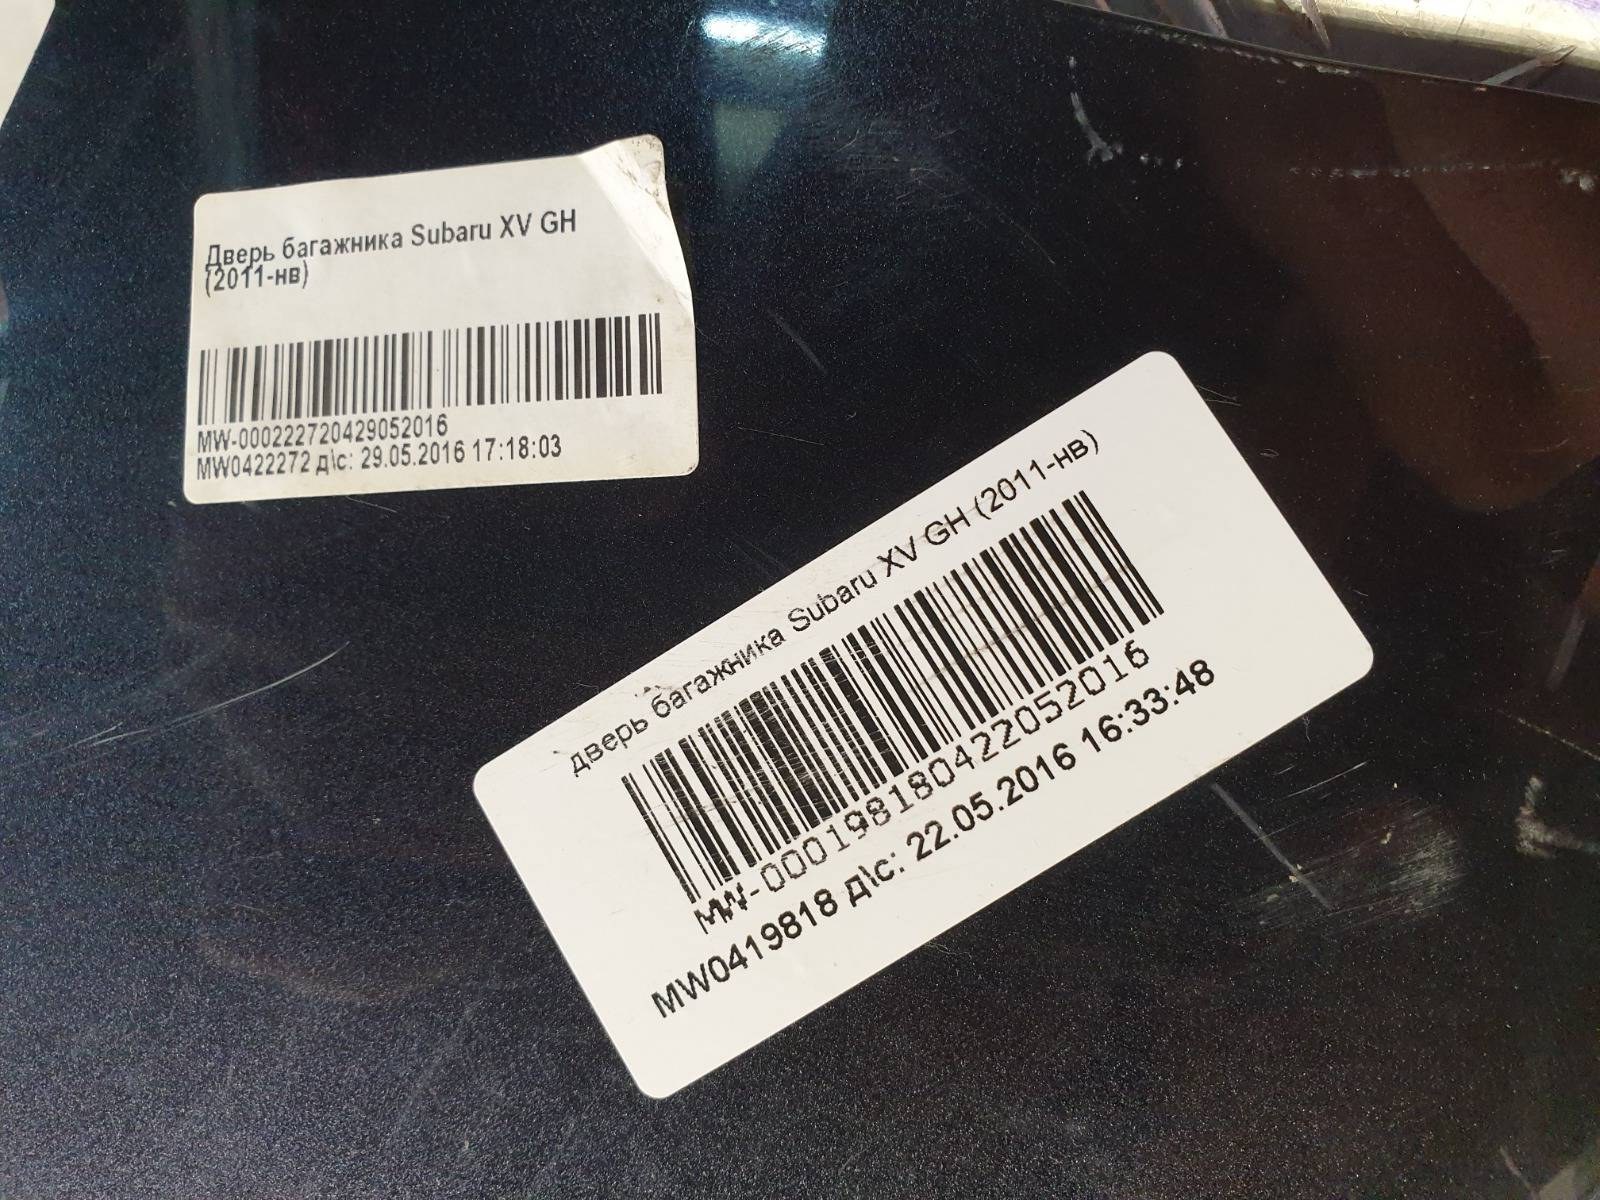 Дверь багажника Subaru XV GH
(2011-нв)
MW-000222720429052016
MW0422272 д\с: 29.05.2016 17:18:03
дверь багажника Subaru XV GH (2011-нв)
MW-000198180422052016
MW0419818 д\с: 22.05.2016 16:33:48